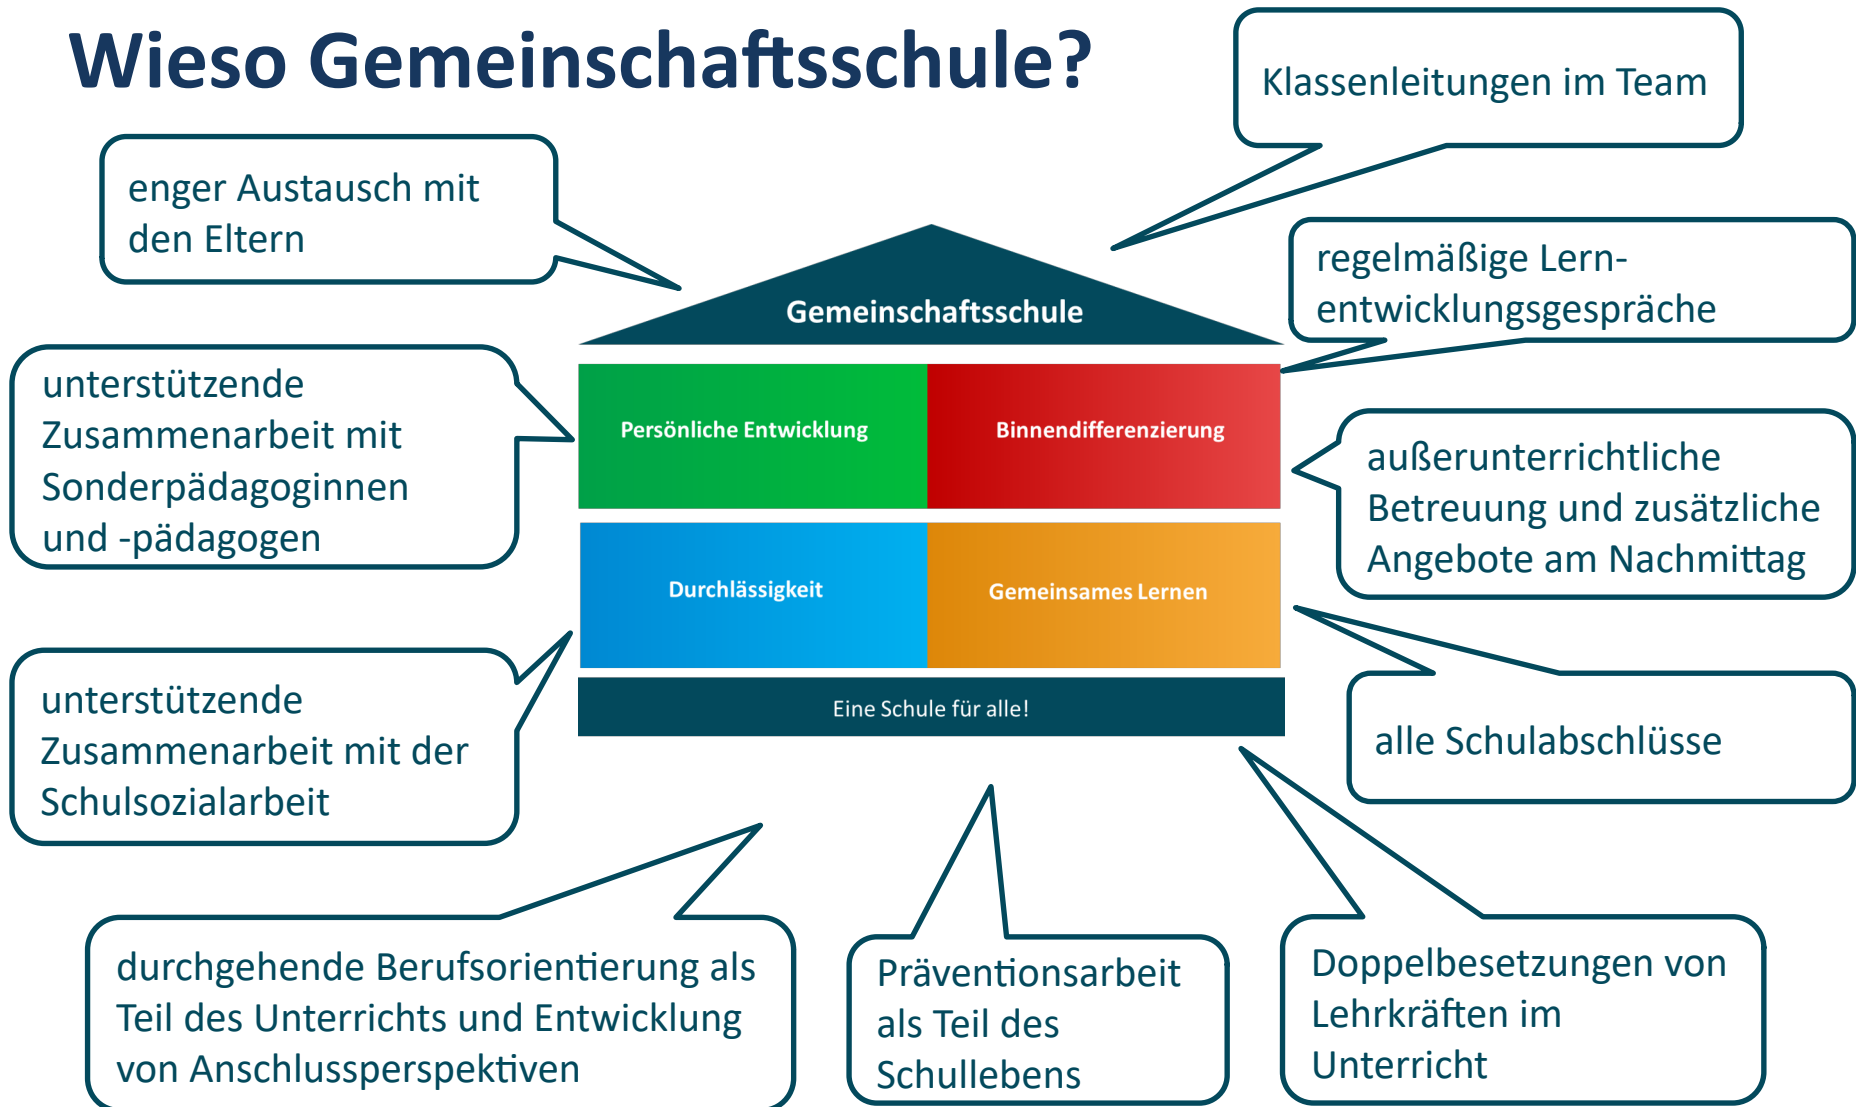 Wieso Gemeinschaftsschule?
Klassenleitungen im Team
enger Austausch mit
den Eltern
regelmäßige Lern-
entwicklungsgespräche
Gemeinschaftsschule
unterstützende
Zusammenarbeit mit
Sonderpädagoginnen
und -pädagogen
Persönliche Entwicklung
Binnendifferenzierung
außerunterrichtliche
Betreuung und zusätzliche
Angebote am Nachmittag
Durchlässigkeit
Gemeinsames Lernen
unterstützende
Zusammenarbeit mit der
Schulsozialarbeit
Eine Schule für alle!
alle Schulabschlüsse
durchgehende Berufsorientierung als
Teil des Unterrichts und Entwicklung
von Anschlussperspektiven
Präventionsarbeit
als Teil des
Schullebens
Doppelbesetzungen von
Lehrkräften im
Unterricht